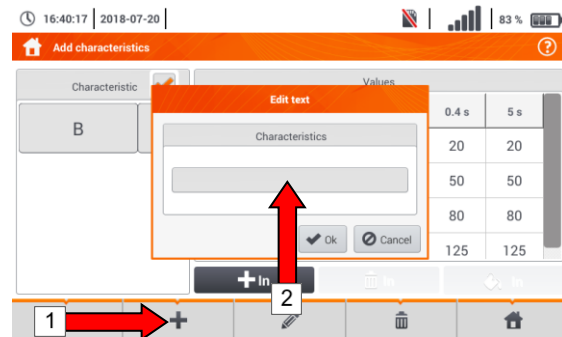 16:40:17 2018-07-20 83 %
Add characteristics ?
Characteristic Values
Edit text
0.4 s 5 s
Characteristics
B
20 20
50 50
80 80
Ok Cancel
125 125
In In In
2
1